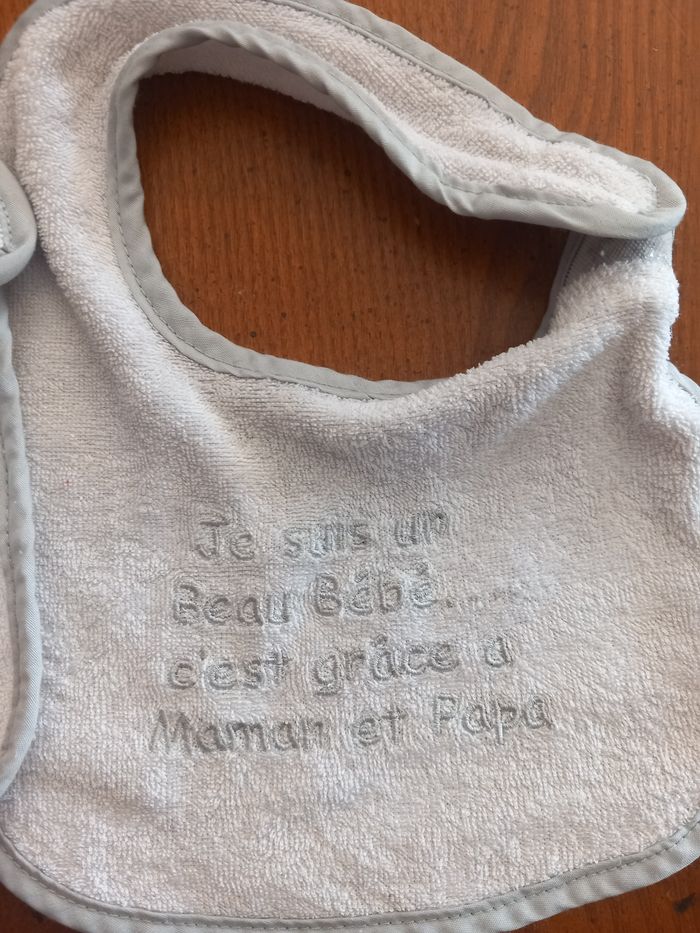 Je suis un
Beau Bébé....
c'est grâce a
Maman et Papa